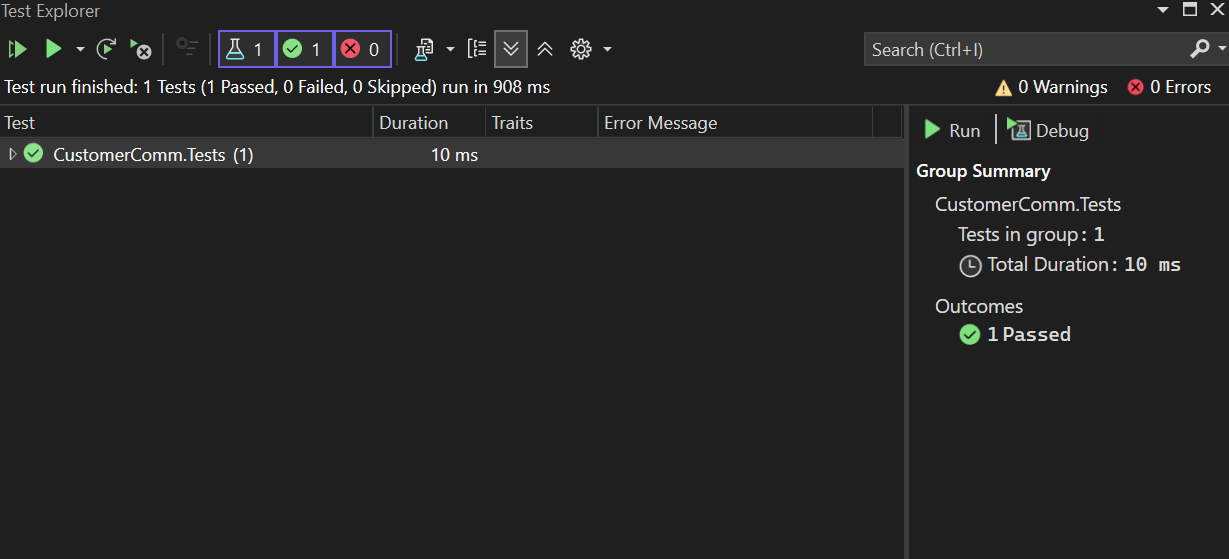 Test Explorer
1 1 0
Search (Ctrl+I)
Test run finished: 1 Tests (1 Passed, 0 Failed, 0 Skipped) run in 908 ms
0 Warnings
0 Errors
Test Duration Traits Error Message
CustomerComm.Tests (1) 10 ms
Run
Debug
Group Summary
CustomerComm.Tests
Tests in group: 1
Total Duration: 10 ms
Outcomes
1 Passed